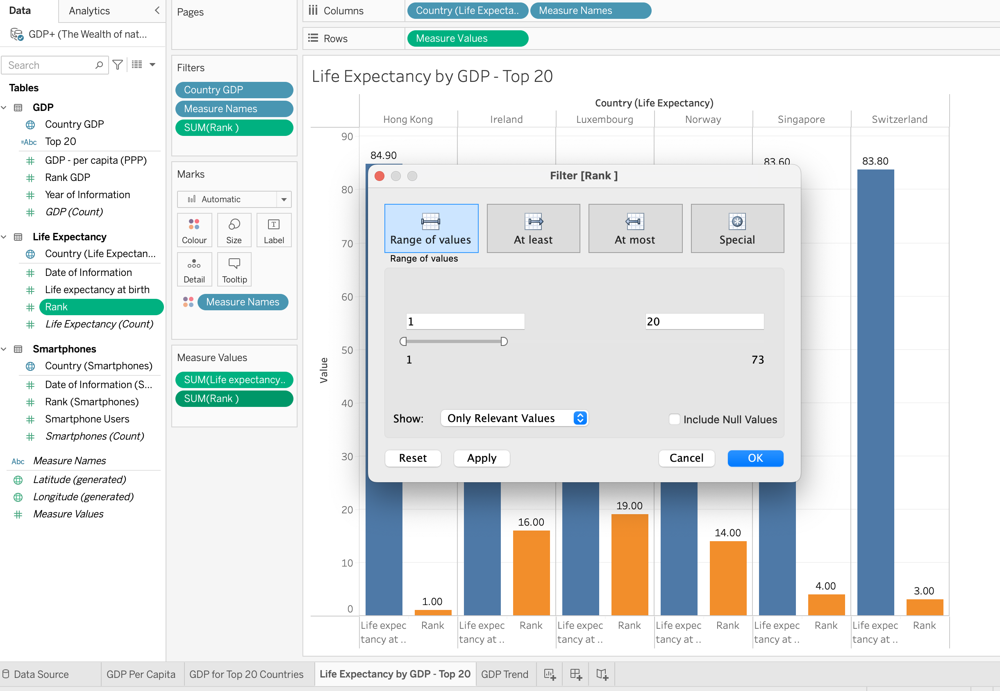 Data
Analytics
GDP+ (The Wealth of nat...
Search
Tables
GDP
Country GDP
=Abc Top 20
GDP - per capita (PPP)
Rank GDP
Year of Information
GDP (Count)
Life Expectancy
Country (Life Expectan...
Date of Information
Life expectancy at birth
Rank
Life Expectancy (Count)
Smartphones
Country (Smartphones)
Date of Information (S...
Rank (Smartphones)
Smartphone Users
Smartphones (Count)
Abc Measure Names
Latitude (generated)
Longitude (generated)
Measure Values
Pages
Filters
Country GDP
Measure Names
SUM(Rank )
Marks
Automatic
Colour Size Label
Detail Tooltip
Measure Names
Measure Values
SUM(Life expectancy..
SUM(Rank )
Columns Country (Life Expecta.. Measure Names
Rows Measure Values
Life Expectancy by GDP - Top 20
Country (Life Expectancy)
Hong Kong Ireland Luxembourg Norway Singapore Switzerland
90
80
70
60
50
40
30
20
10
0
Value
84.90
83.60
83.80
1.00
16.00
19.00
14.00
4.00
3.00
Filter [Rank ]
Range of values At least At most Special
Range of values
1 20
1 73
Show: Only Relevant Values Include Null Values
Reset Apply Cancel OK
Life expec Rank Life expec Rank Life expec Rank Life expec Rank Life expec Rank Life expec Rank
tancy at .. tancy at .. tancy at .. tancy at .. tancy at .. tancy at ..
Data Source GDP Per Capita GDP for Top 20 Countries Life Expectancy by GDP - Top 20 GDP Trend